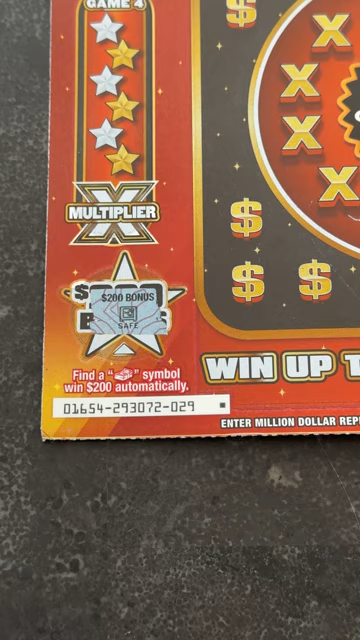 GAME 4
$
X
X
X
X
X
MULTIPLIER
$
$ $
$200 BONUS
SAFE
Find a " " symbol
win $200 automatically.
WIN UP
01654-293072-029
ENTER MILLION DOLLAR